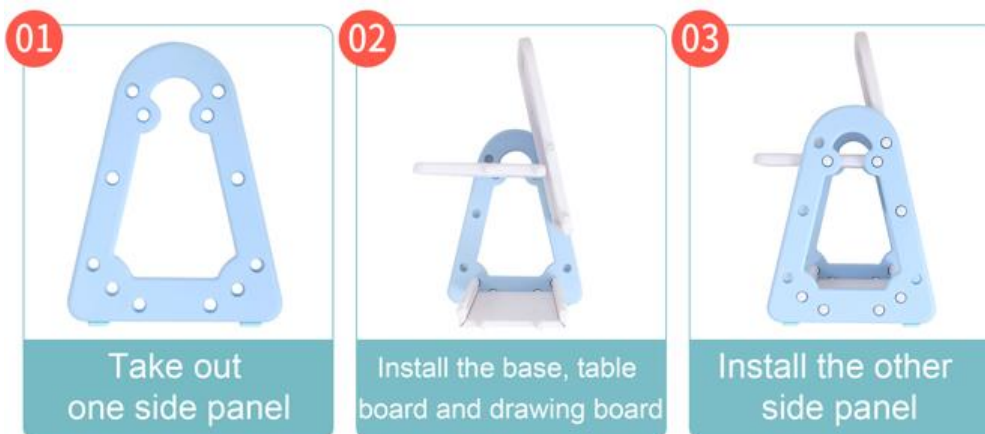 01
Take out
one side panel
02
Install the base, table
board and drawing board
03
Install the other
side panel